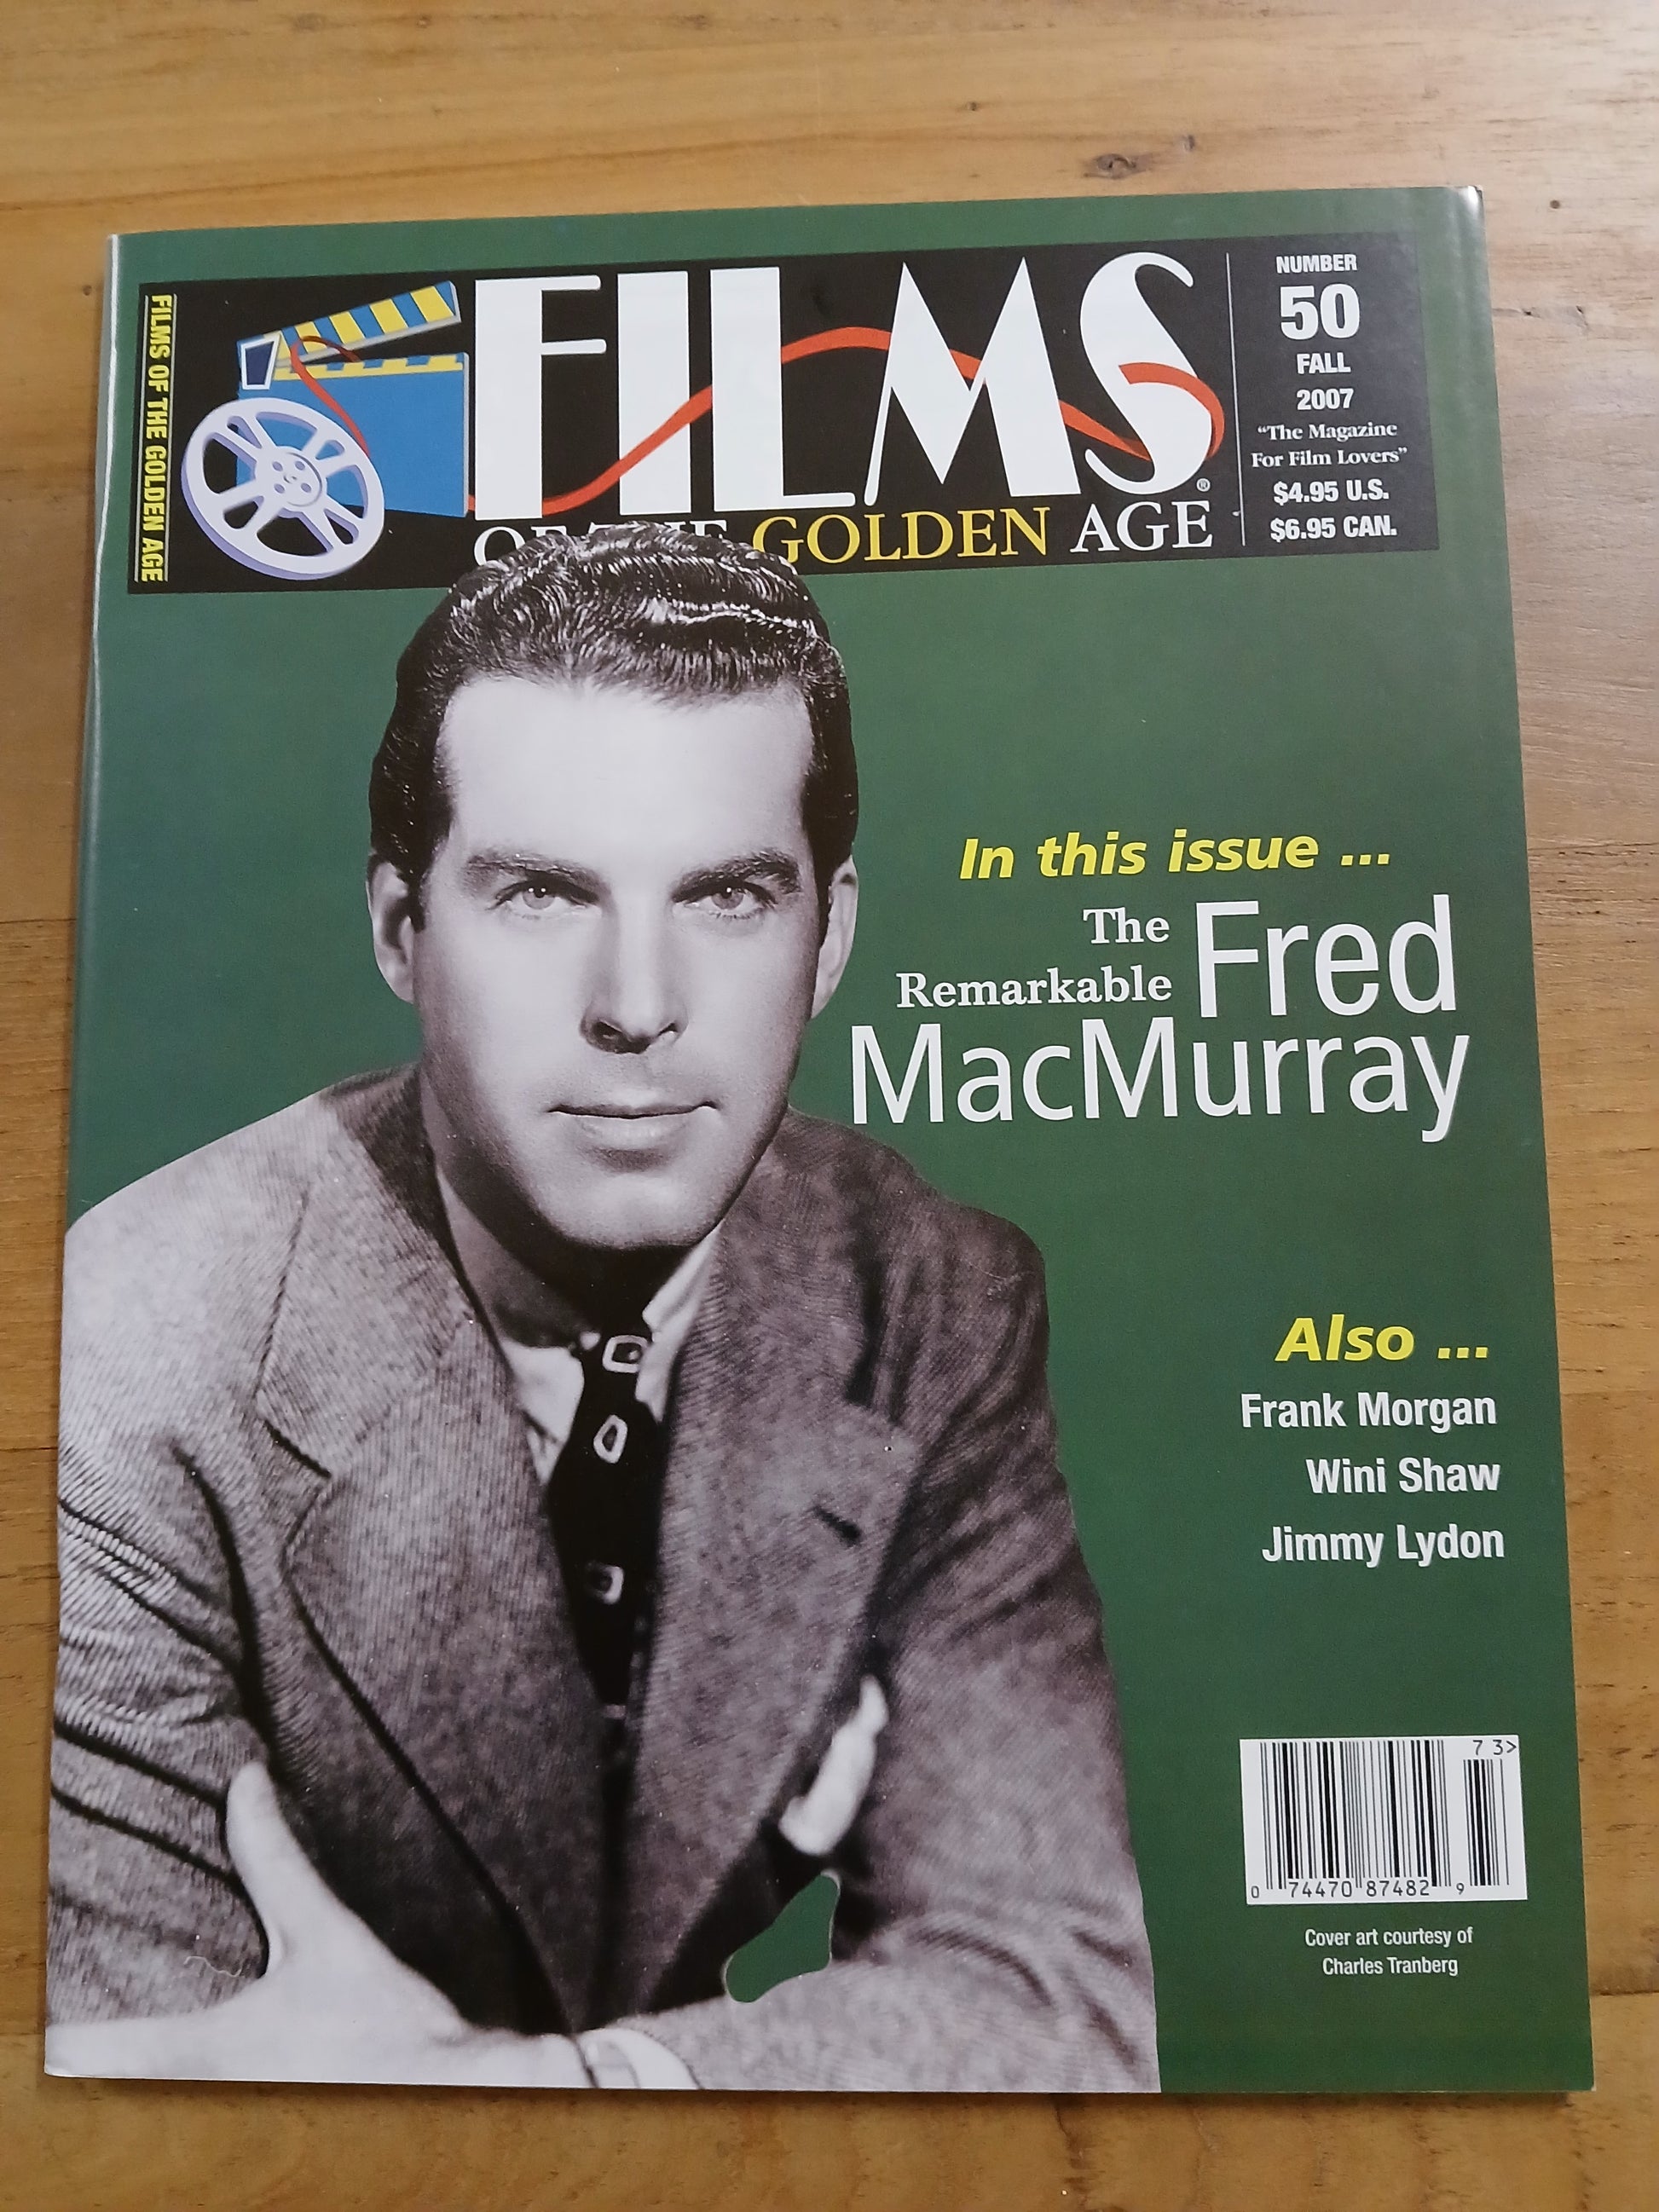 FILMS OF THE GOLDEN AGE
FILMS®
OF THE GOLDEN AGE
NUMBER
50
FALL
2007
“The Magazine
For Film Lovers”
$4.95 U.S.
$6.95 CAN.
In this issue ...
The
Remarkable Fred
MacMurray
Also ...
Frank Morgan
Wini Shaw
Jimmy Lydon
73>
0 74470 87482 9
Cover art courtesy of
Charles Tranberg